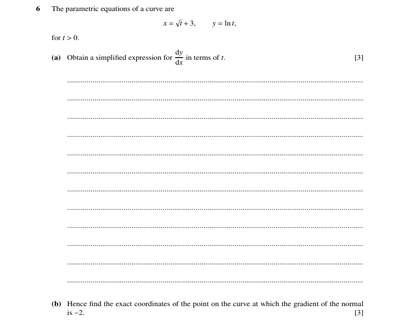 6 The parametric equations of a curve are
x = √t + 3, y = ln t,
for t > 0.
(a) Obtain a simplified expression for dy/dx in terms of t. [3]
(b) Hence find the exact coordinates of the point on the curve at which the gradient of the normal
is −2. [3]